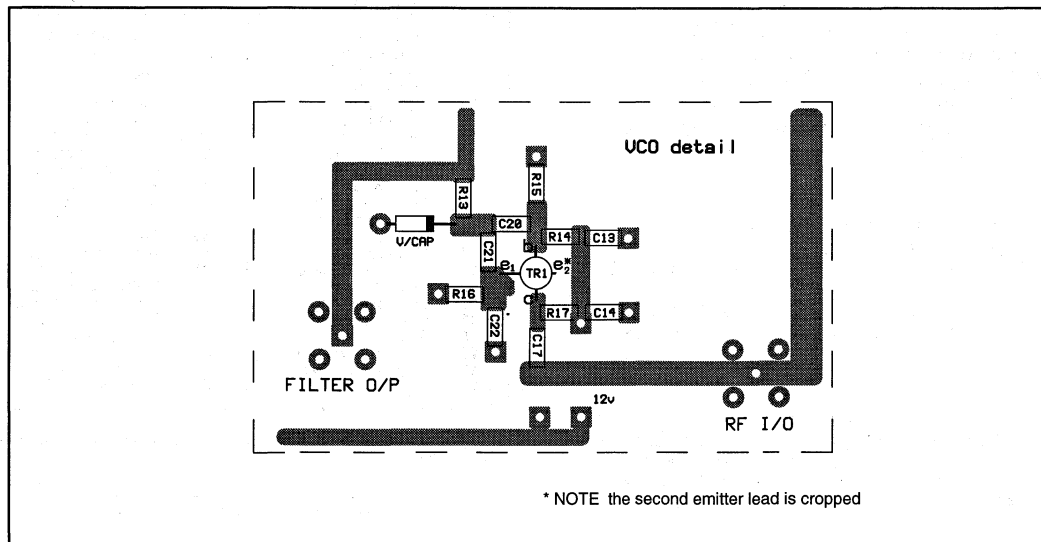 VCO detail
R15
R13
C20
V/CAP
C21
R14
C13
b
e1
TR1
e2*
R16
c
R17
C14
C22
C17
FILTER O/P
12v
RF I/O
* NOTE the second emitter lead is cropped